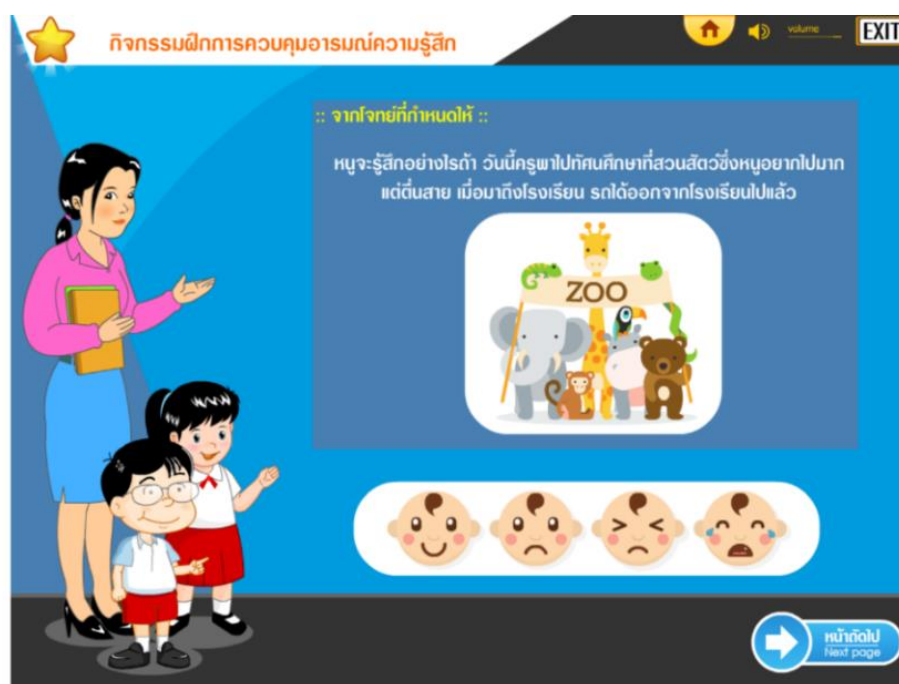 กิจกรรมฝึกการควบคุมอารมณ์ความรู้สึก
volume
EXIT
:: จากโจทย์ที่กำหนดให้ ::
หนูจะรู้สึกอย่างไรถ้า วันนี้ครูพาไปทัศนศึกษาที่สวนสัตว์ซึ่งหนูอยากไปมาก
แต่ตื่นสาย เมื่อมาถึงโรงเรียน รถได้ออกจากโรงเรียนไปแล้ว
ZOO
หน้าถัดไป
Next page